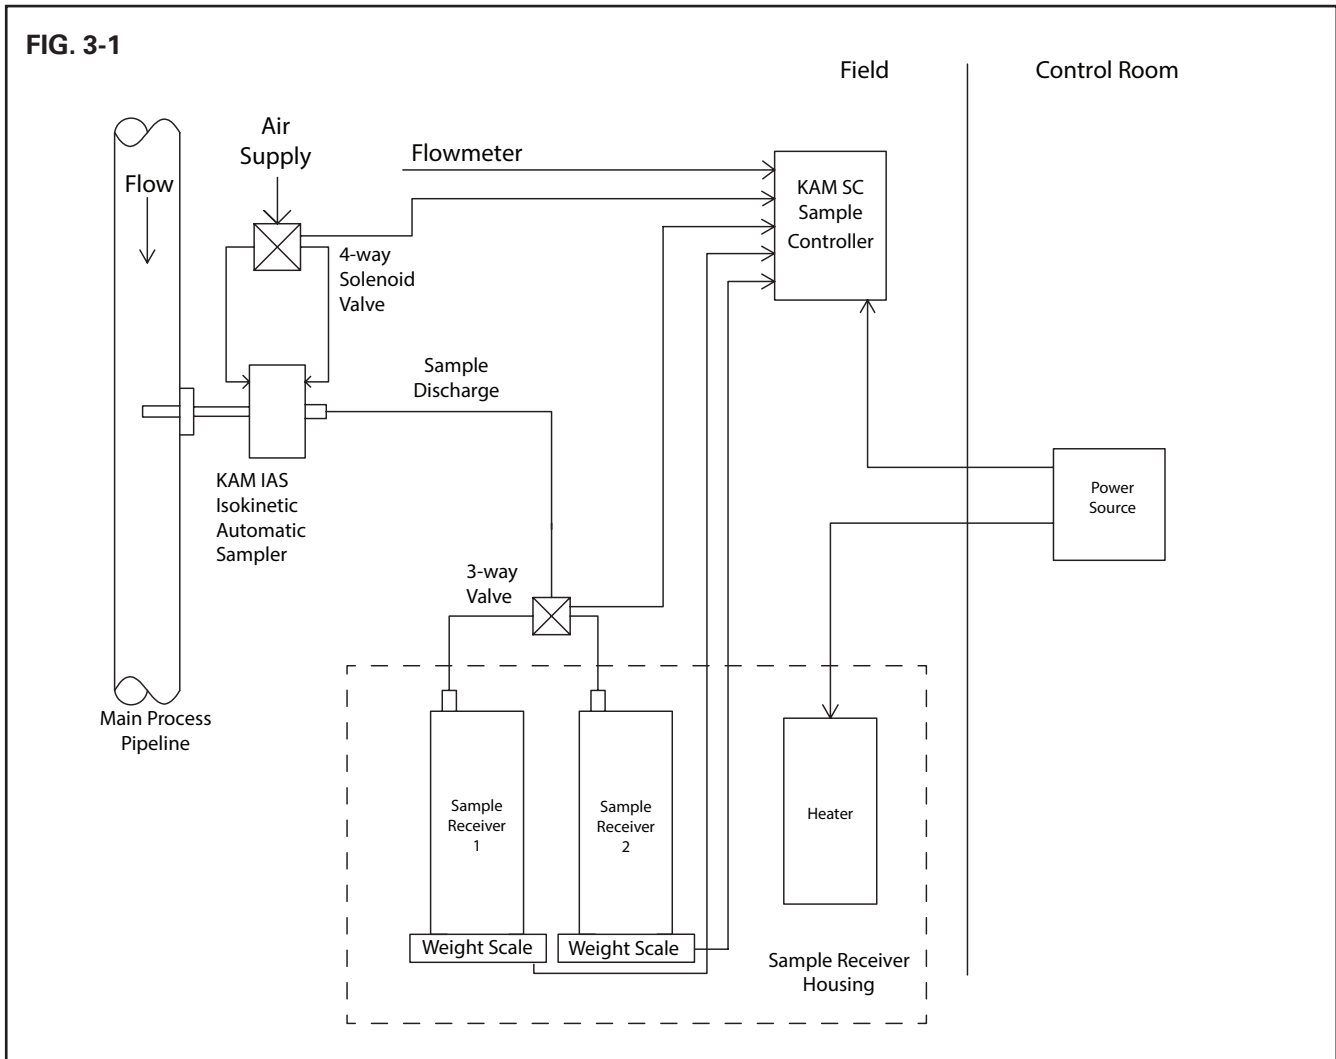 FIG. 3-1
Field
Control Room
Air
Supply
Flowmeter
Flow
KAM SC
Sample
Controller
4-way
Solenoid
Valve
Sample
Discharge
KAM IAS
Isokinetic
Automatic
Sampler
Power
Source
3-way
Valve
Main Process
Pipeline
Sample
Receiver
1
Sample
Receiver
2
Heater
Weight Scale
Weight Scale
Sample Receiver
Housing